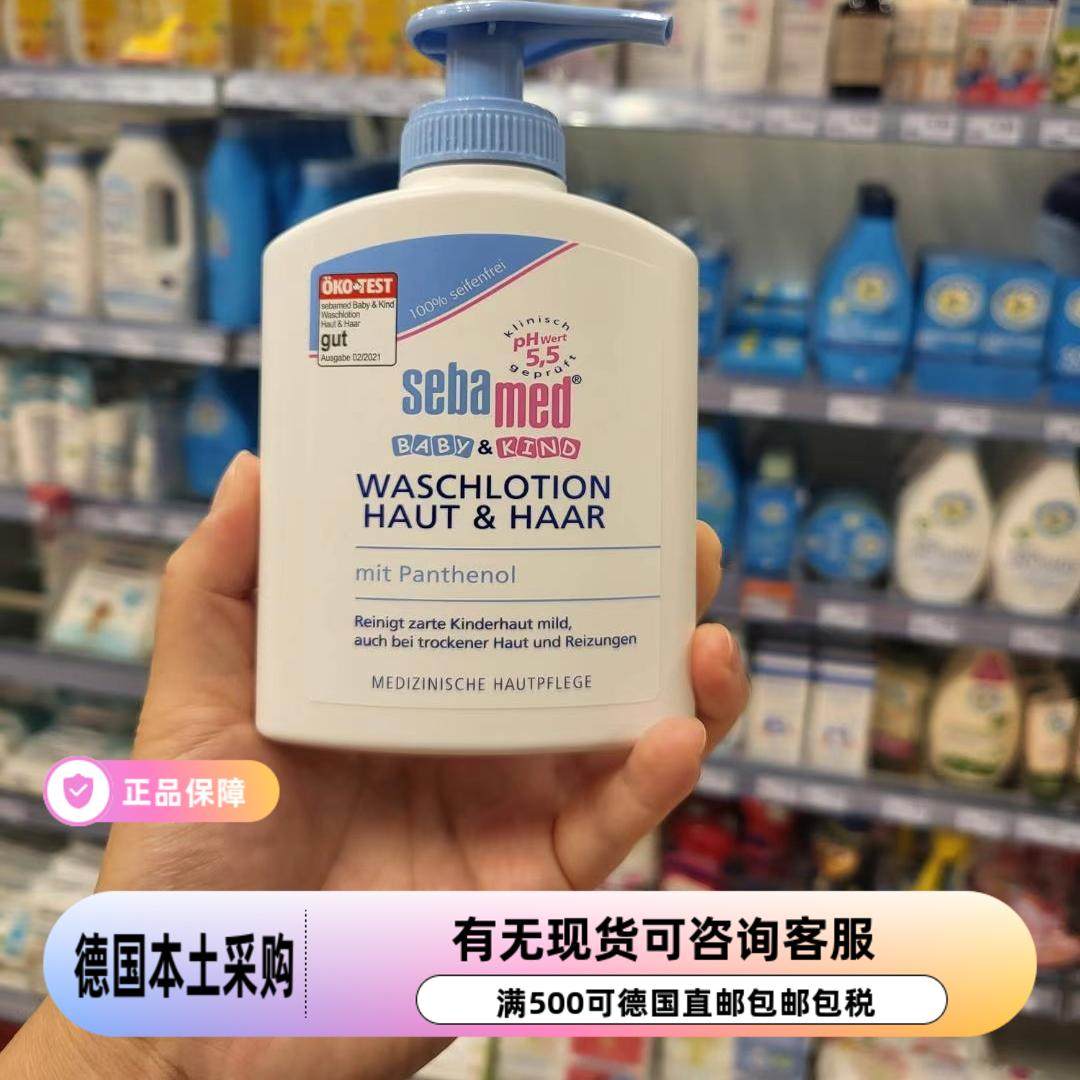 100% seifenfrei
ÖKO-TEST
sebamed Baby & Kind
Waschlotion
Haut & Haar
gut
Ausgabe 02/2021
Klinisch
pH Wert
5,5
geprüft
sebamed®
BABY & KIND
WASCHLOTION
HAUT & HAAR
mit Panthenol
Reinigt zarte Kinderhaut mild,
auch bei trockener Haut und Reizungen
MEDIZINISCHE HAUTPFLEGE
正品保障
德国本土采购
有无现货可咨询客服
满500可德国直邮包邮包税